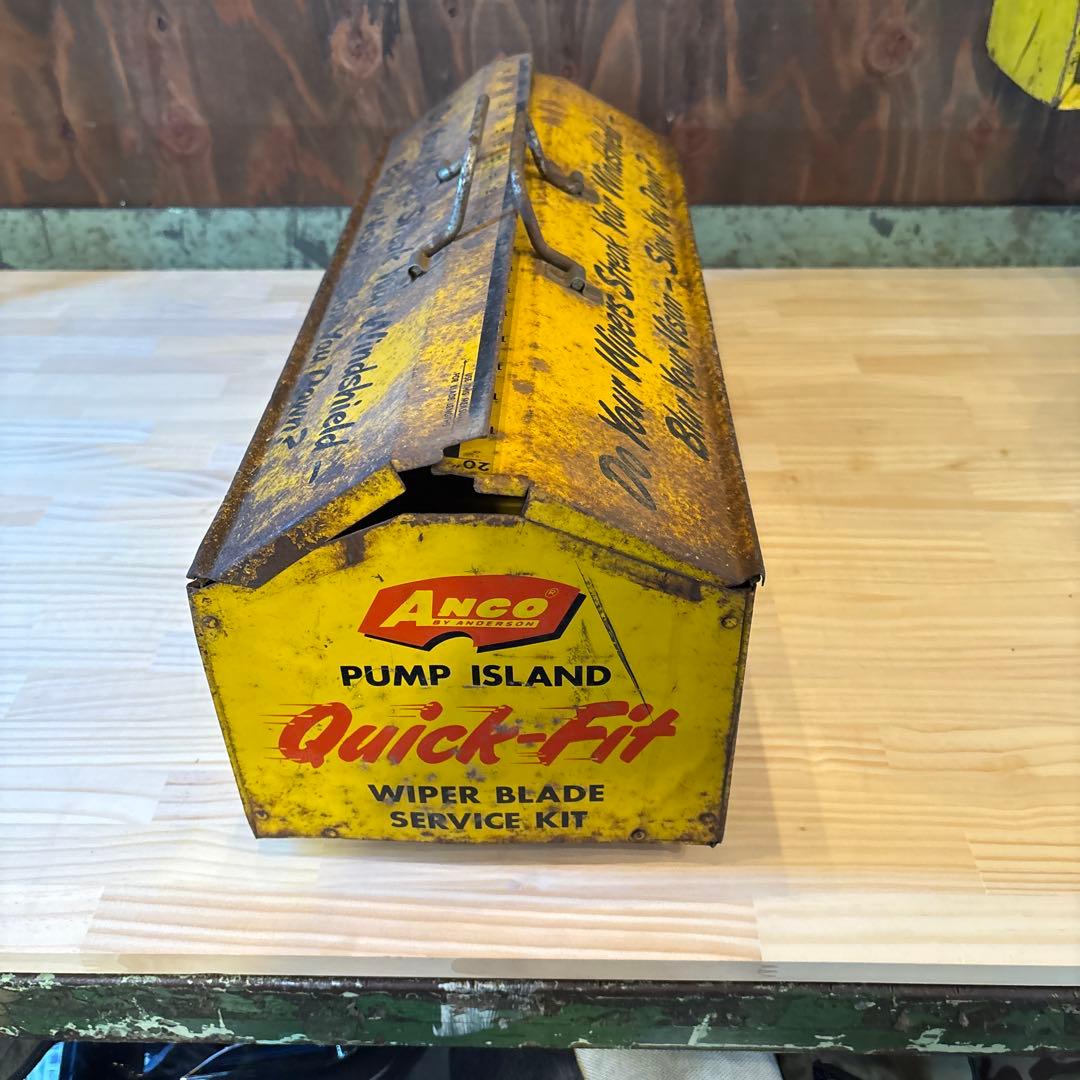 Do Your Wipers Streak Your Windshield -
Blur Your Vision - Slow You Down?
Windshield -
You Down?
20"
ANCO ®
BY ANDERSON
PUMP ISLAND
Quick-Fit
WIPER BLADE
SERVICE KIT